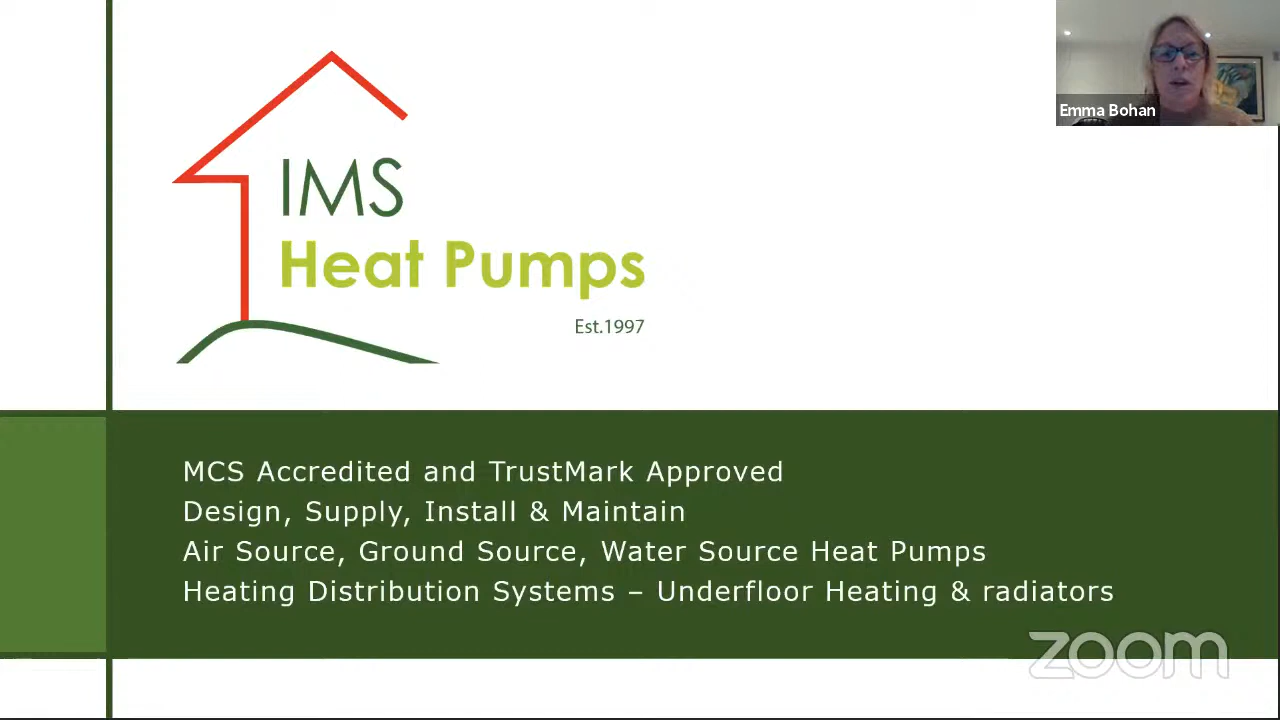 Emma Bohan
IMS
Heat Pumps
Est.1997
MCS Accredited and TrustMark Approved
Design, Supply, Install & Maintain
Air Source, Ground Source, Water Source Heat Pumps
Heating Distribution Systems – Underfloor Heating & radiators
zoom